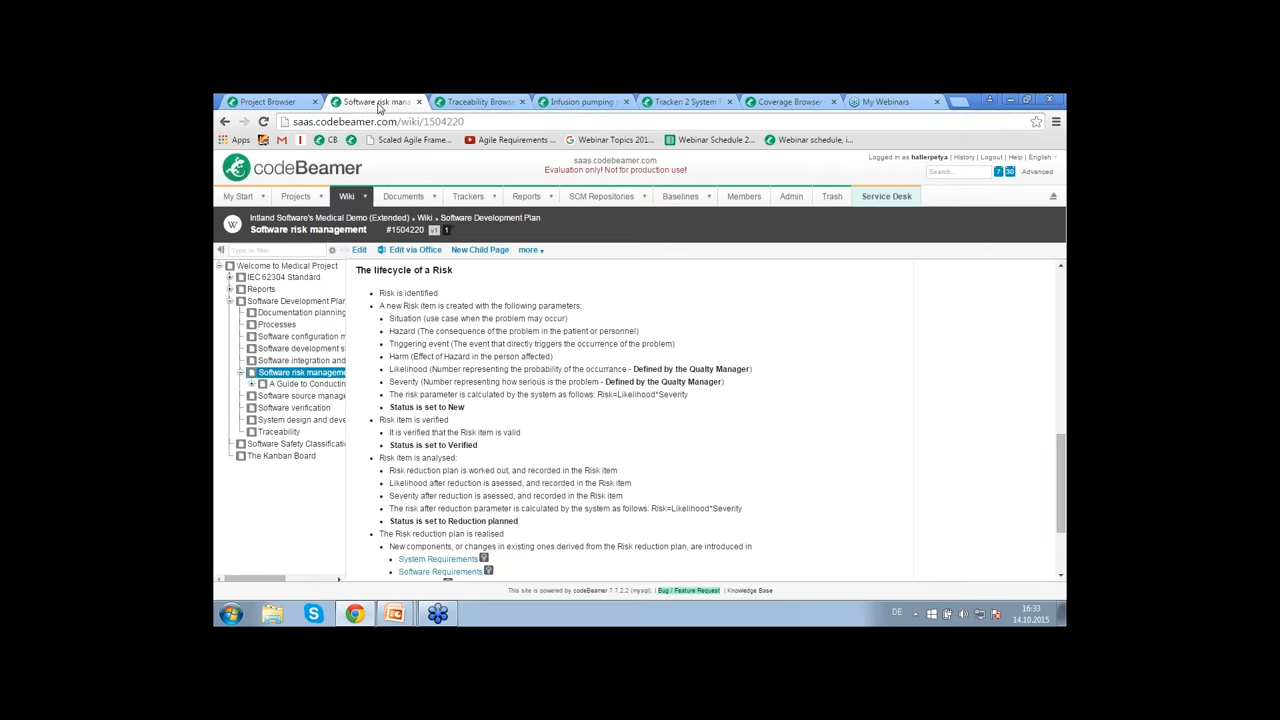 Project Browser
Software risk mana
Traceability Brows
Infusion pumping
Tracker: 2 System
Coverage Browser
My Webinars
saas.codebeamer.com/wiki/1504220
Apps
CB
Scaled Agile Frame...
Agile Requirements ...
Webinar Topics 201...
Webinar Schedule 2...
Webinar schedule, i...
codeBeamer
saas.codebeamer.com
Evaluation only! Not for production use!
Logged in as hallerpetya | History | Logout | Help | English
Search...
7
30
Advanced
My Start
Projects
Wiki
Documents
Trackers
Reports
SCM Repositories
Baselines
Members
Admin
Trash
Service Desk
W
Intland Software's Medical Demo (Extended)
Wiki
Software Development Plan
Software risk management
#1504220
v1
1
Type to filter
Edit
Edit via Office
New Child Page
more
Welcome to Medical Project
IEC 62304 Standard
Reports
Software Development Plan
Documentation planning
Processes
Software configuration m
Software development s
Software integration and
Software risk manageme
A Guide to Conductin
Software source manage
Software verification
System design and deve
Traceability
Software Safety Classificati
The Kanban Board
The lifecycle of a Risk
• Risk is identified
• A new Risk item is created with the following parameters:
• Situation (use case when the problem may occur)
• Hazard (The consequence of the problem in the patient or personnel)
• Triggering event (The event that directly triggers the occurrence of the problem)
• Harm (Effect of Hazard in the person affected)
• Likelihood (Number representing the probability of the occurrance - Defined by the Qualty Manager)
• Severity (Number representing how serious is the problem - Defined by the Qualty Manager)
• The risk parameter is calculated by the system as follows: Risk=Likelihood*Severity
• Status is set to New
• Risk item is verified
• It is verified that the Risk item is valid
• Status is set to Verified
• Risk item is analysed:
• Risk reduction plan is worked out, and recorded in the Risk item
• Likelihood after reduction is asessed, and recorded in the Risk item
• Severity after reduction is asessed, and recorded in the Risk item
• The risk after reduction parameter is calculated by the system as follows: Risk=Likelihood*Severity
• Status is set to Reduction planned
• The Risk reduction plan is realised
• New components, or changes in existing ones derived from the Risk reduction plan, are introduced in
• System Requirements
• Software Requirements
This site is powered by codeBeamer 7.7.2.2 (mysql). | Bug / Feature Request | Knowledge Base
DE
16:33
14.10.2015